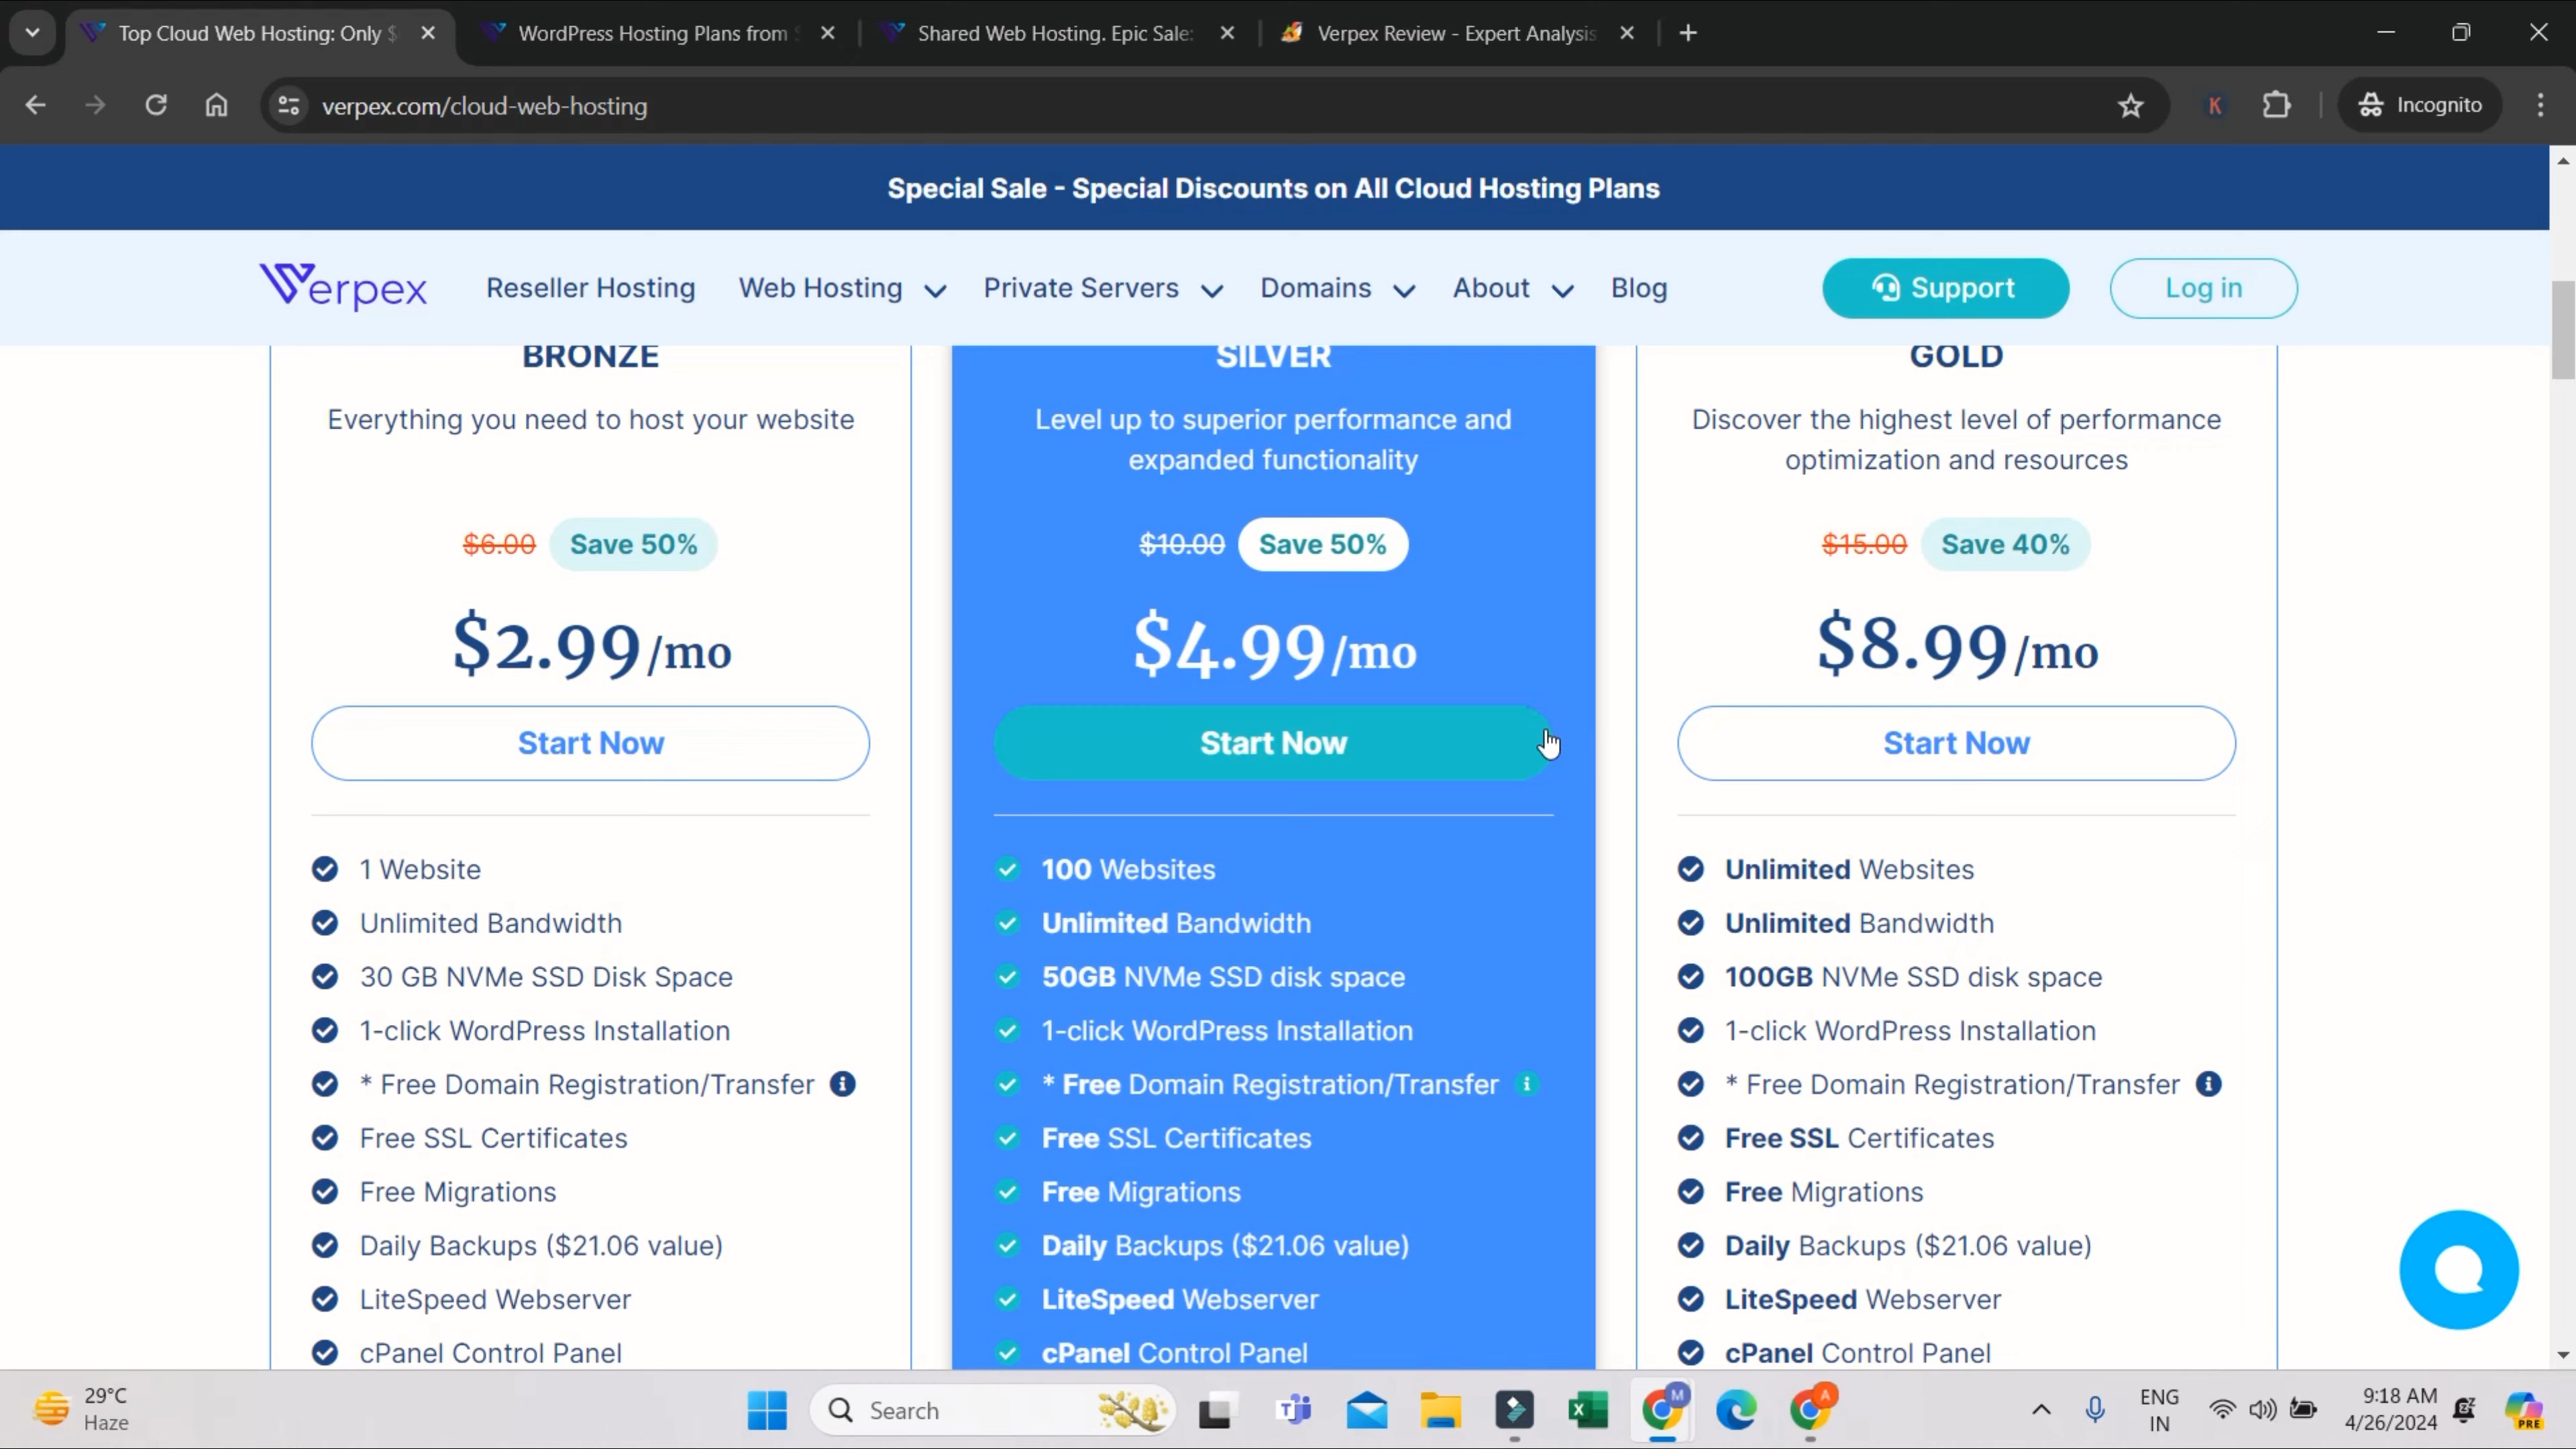 Top Cloud Web Hosting: Only $
WordPress Hosting Plans from $
Shared Web Hosting. Epic Sale:
Verpex Review - Expert Analysis
verpex.com/cloud-web-hosting
K
Incognito
Special Sale - Special Discounts on All Cloud Hosting Plans
Verpex
Reseller Hosting
Web Hosting
Private Servers
Domains
About
Blog
Support
Log in
BRONZE
Everything you need to host your website
$6.00 Save 50%
$2.99/mo
Start Now
1 Website
Unlimited Bandwidth
30 GB NVMe SSD Disk Space
1-click WordPress Installation
* Free Domain Registration/Transfer
Free SSL Certificates
Free Migrations
Daily Backups ($21.06 value)
LiteSpeed Webserver
cPanel Control Panel
SILVER
Level up to superior performance and
expanded functionality
$10.00 Save 50%
$4.99/mo
Start Now
100 Websites
Unlimited Bandwidth
50GB NVMe SSD disk space
1-click WordPress Installation
* Free Domain Registration/Transfer
Free SSL Certificates
Free Migrations
Daily Backups ($21.06 value)
LiteSpeed Webserver
cPanel Control Panel
GOLD
Discover the highest level of performance
optimization and resources
$15.00 Save 40%
$8.99/mo
Start Now
Unlimited Websites
Unlimited Bandwidth
100GB NVMe SSD disk space
1-click WordPress Installation
* Free Domain Registration/Transfer
Free SSL Certificates
Free Migrations
Daily Backups ($21.06 value)
LiteSpeed Webserver
cPanel Control Panel
29°C
Haze
Search
M
A
ENG
IN
9:18 AM
4/26/2024
PRE